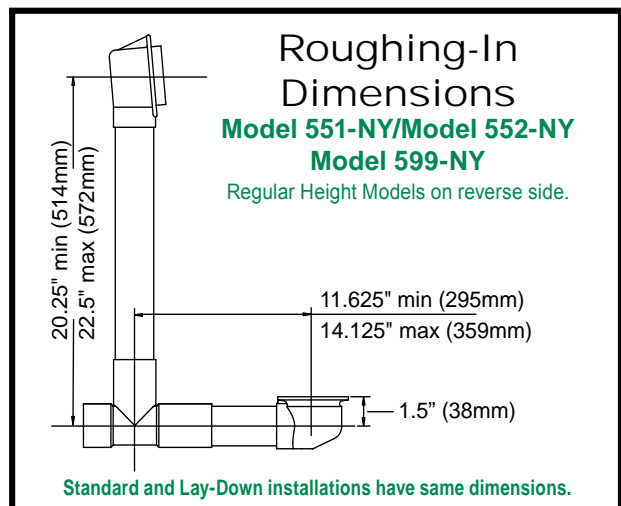 Roughing-In
Dimensions
Model 551-NY/Model 552-NY
Model 599-NY
Regular Height Models on reverse side.
20.25" min (514mm)
22.5" max (572mm)
11.625" min (295mm)
14.125" max (359mm)
1.5” (38mm)
Standard and Lay-Down installations have same dimensions.